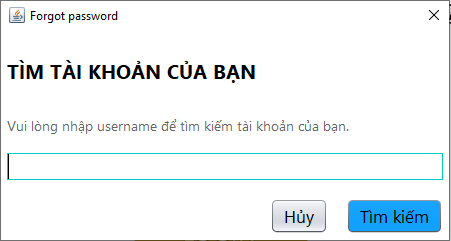 Forgot password
TÌM TÀI KHOẢN CỦA BẠN
Vui lòng nhập username để tìm kiếm tài khoản của bạn.
Hủy
Tìm kiếm